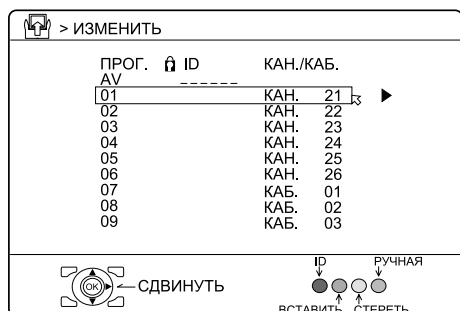 > ИЗМЕНИТЬ
ПРОГ. ID КАН./КАБ.
AV _ _ _ _ _ _
01 КАН. 21
02 КАН. 22
03 КАН. 23
04 КАН. 24
05 КАН. 25
06 КАН. 26
07 КАБ. 01
08 КАБ. 02
09 КАБ. 03
ID РУЧНАЯ
OK СДВИНУТЬ
ВСТАВИТЬ СТЕРЕТЬ